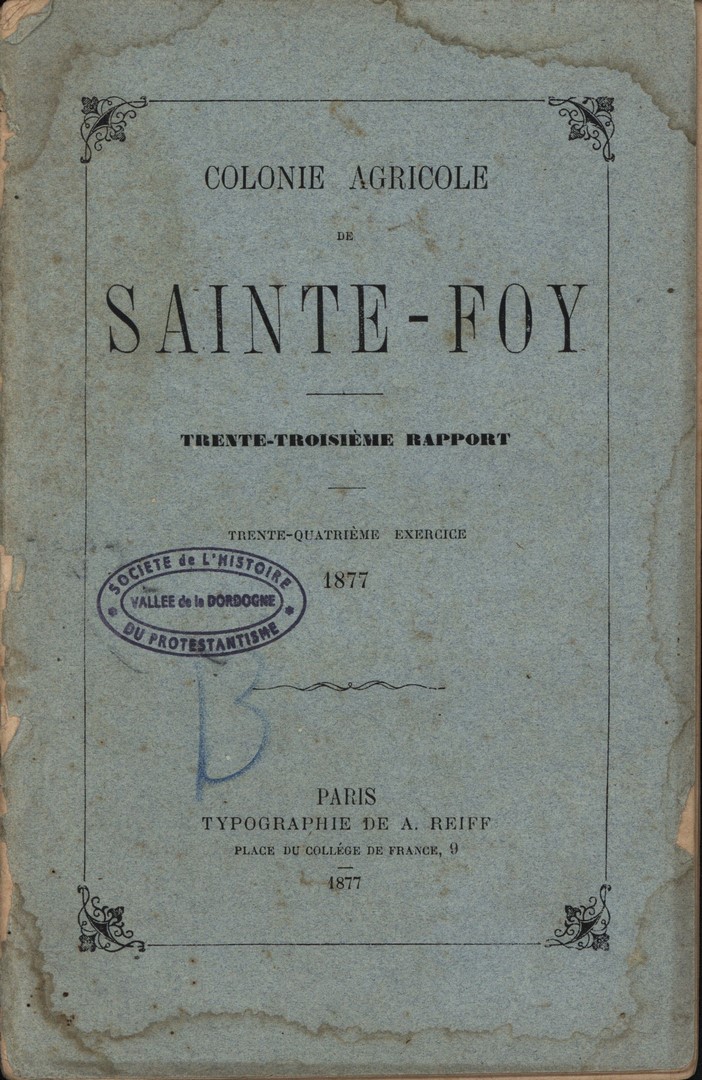 COLONIE AGRICOLE
DE
SAINTE-FOY
TRENTE-TROISIÈME RAPPORT
TRENTE-QUATRIÈME EXERCICE
1877
SOCIETE de L'HISTOIRE
VALLEE de la DORDOGNE
DU PROTESTANTISME
B
PARIS
TYPOGRAPHIE DE A. REIFF
PLACE DU COLLÉGE DE FRANCE, 9
1877